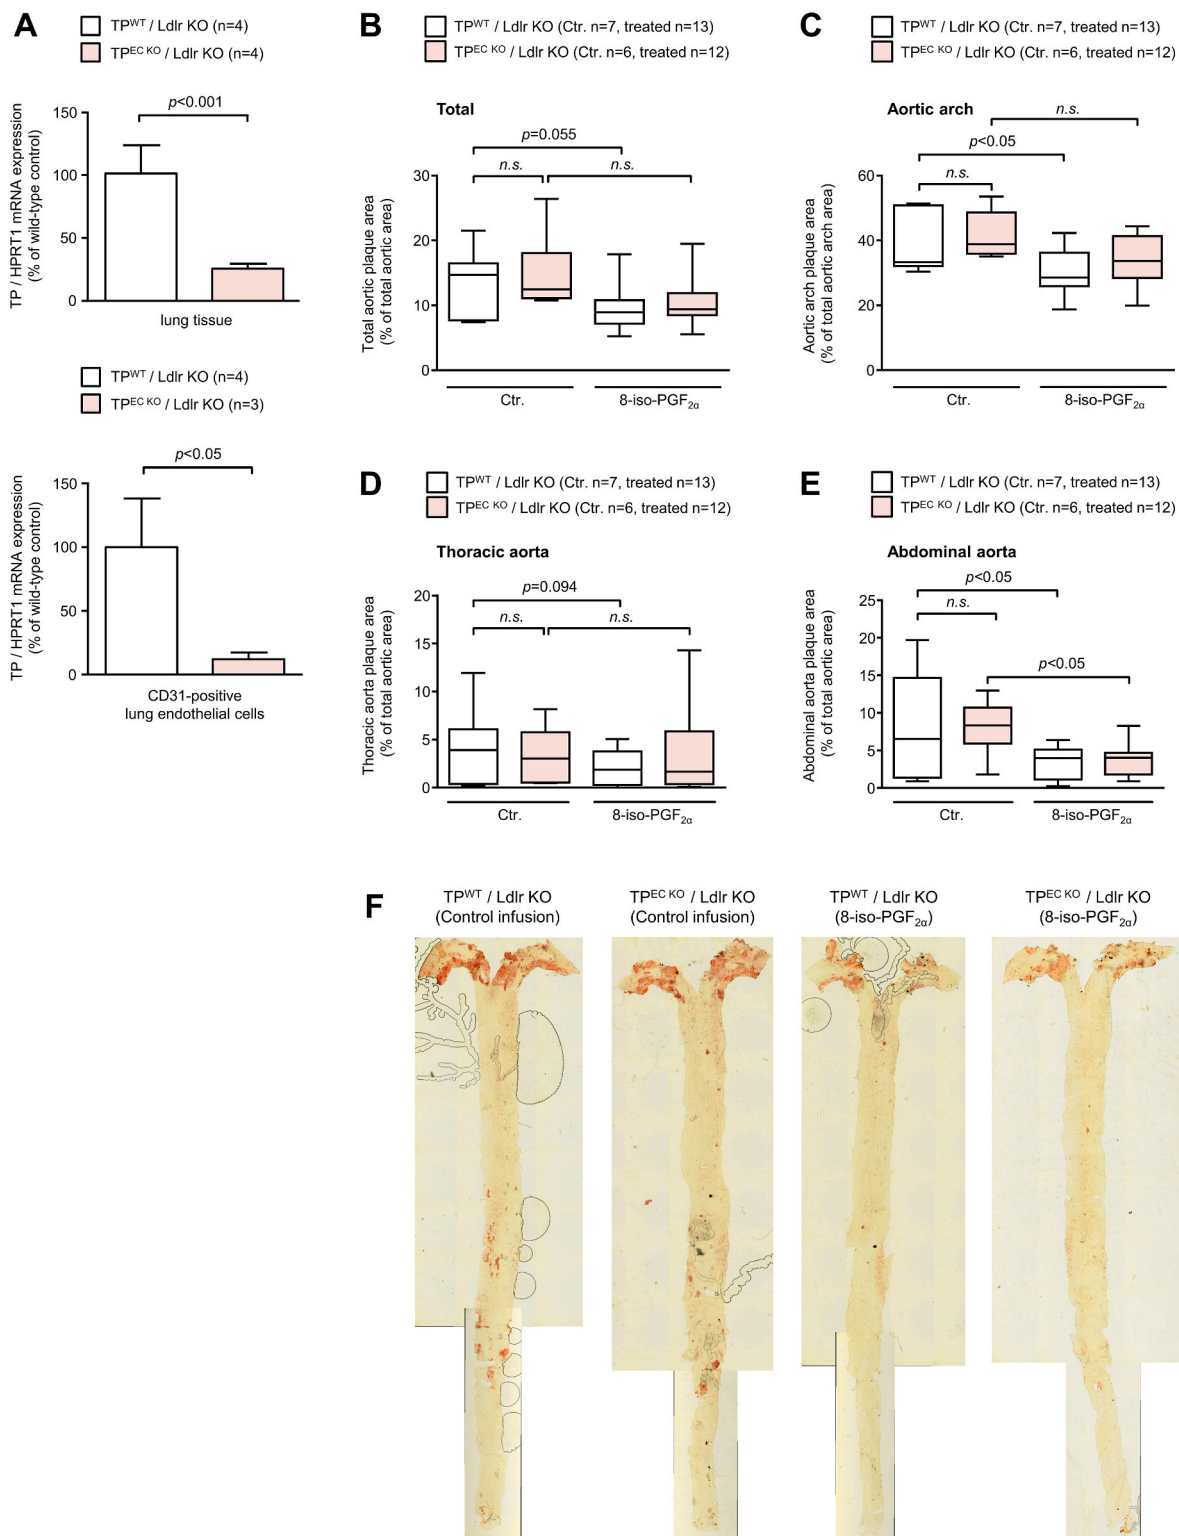 A
TPWT / Ldlr KO (n=4)
TPEC KO / Ldlr KO (n=4)
p<0.001
150
100
50
0
TP / HPRT1 mRNA expression
(% of wild-type control)
lung tissue
TPWT / Ldlr KO (n=4)
TPEC KO / Ldlr KO (n=3)
p<0.05
150
100
50
0
TP / HPRT1 mRNA expression
(% of wild-type control)
CD31-positive
lung endothelial cells
B
TPWT / Ldlr KO (Ctr. n=7, treated n=13)
TPEC KO / Ldlr KO (Ctr. n=6, treated n=12)
Total
p=0.055
n.s.
n.s.
30
20
10
0
Total aortic plaque area
(% of total aortic area)
Ctr.
8-iso-PGF2α
C
TPWT / Ldlr KO (Ctr. n=7, treated n=13)
TPEC KO / Ldlr KO (Ctr. n=6, treated n=12)
Aortic arch
n.s.
p<0.05
n.s.
60
40
20
0
Aortic arch plaque area
(% of total aortic arch area)
Ctr.
8-iso-PGF2α
D
TPWT / Ldlr KO (Ctr. n=7, treated n=13)
TPEC KO / Ldlr KO (Ctr. n=6, treated n=12)
Thoracic aorta
p=0.094
n.s.
n.s.
20
15
10
5
0
Thoracic aorta plaque area
(% of total aortic area)
Ctr.
8-iso-PGF2α
E
TPWT / Ldlr KO (Ctr. n=7, treated n=13)
TPEC KO / Ldlr KO (Ctr. n=6, treated n=12)
Abdominal aorta
p<0.05
n.s.
p<0.05
25
20
15
10
5
0
Abdominal aorta plaque area
(% of total aortic area)
Ctr.
8-iso-PGF2α
F
TPWT / Ldlr KO
(Control infusion)
TPEC KO / Ldlr KO
(Control infusion)
TPWT / Ldlr KO
(8-iso-PGF2α)
TPEC KO / Ldlr KO
(8-iso-PGF2α)